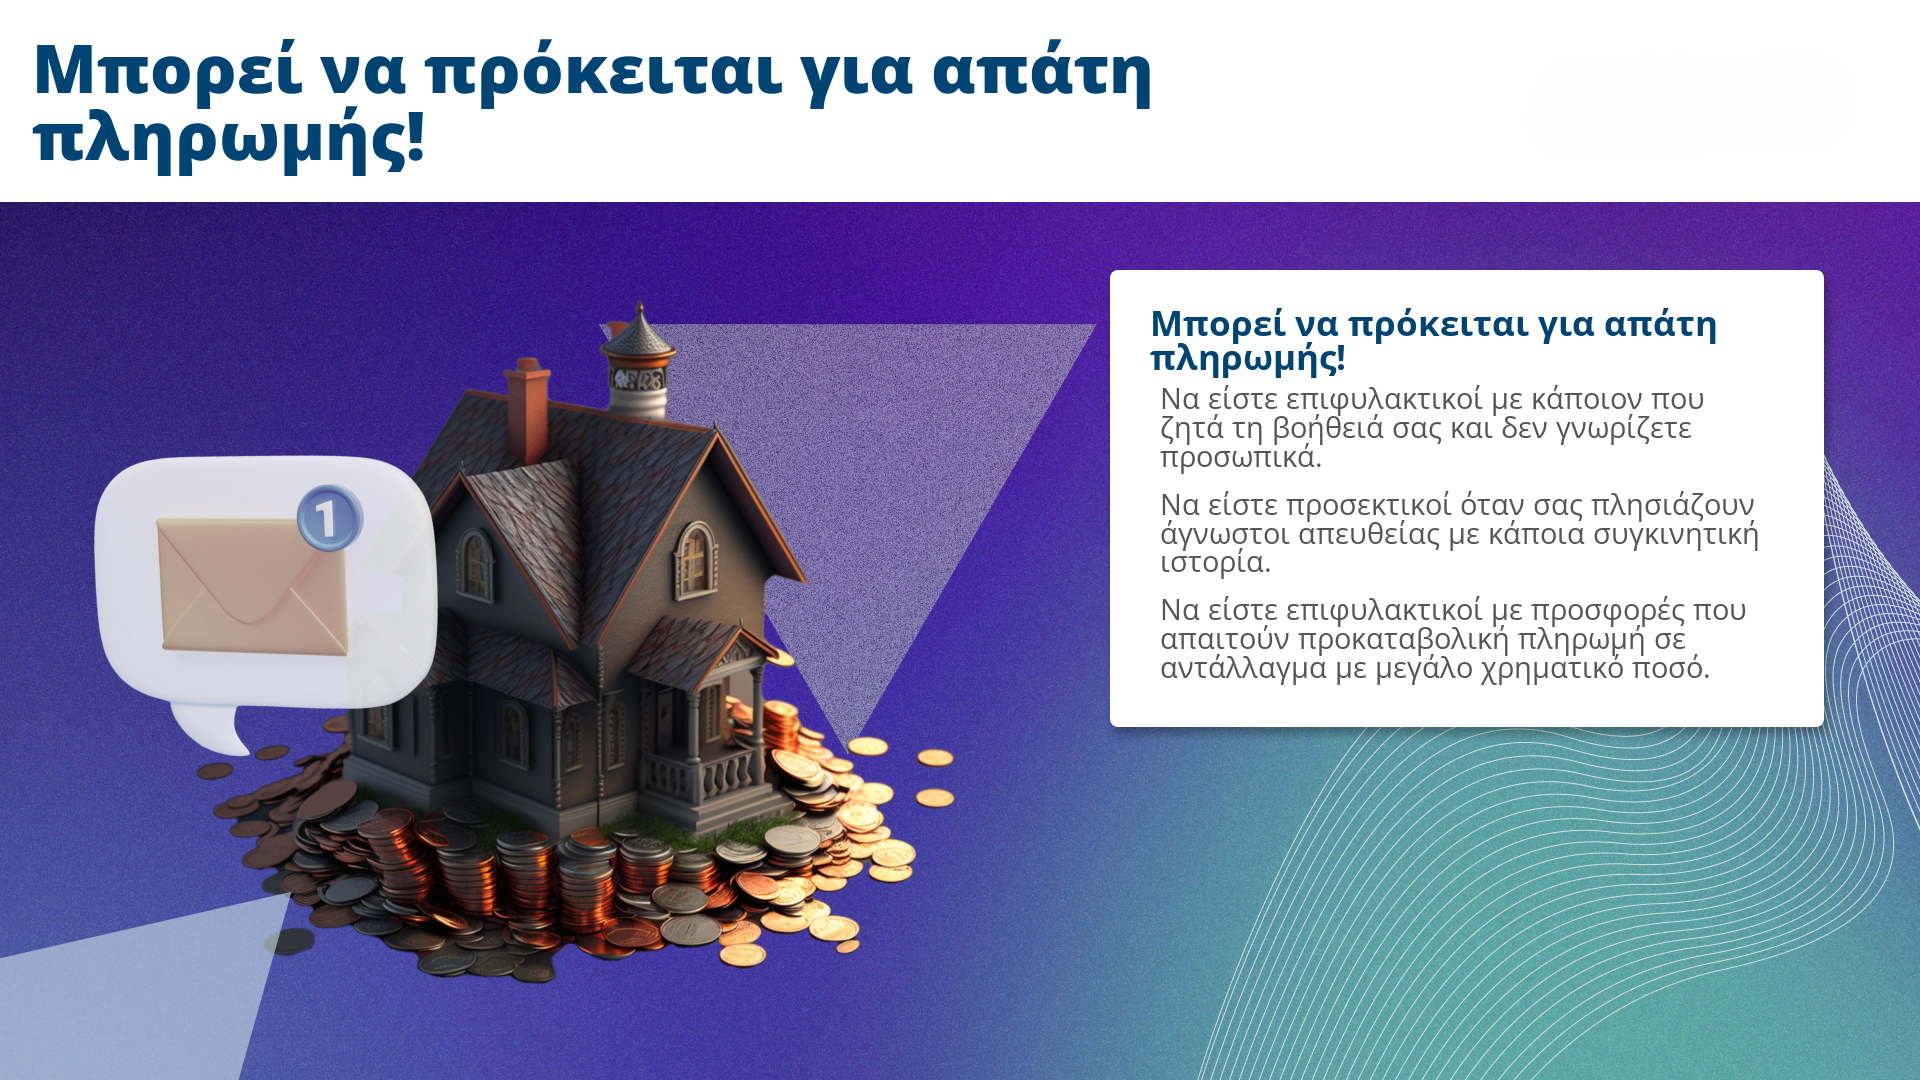 Μπορεί να πρόκειται για απάτη
πληρωμής!
Μπορεί να πρόκειται για απάτη
πληρωμής!
Να είστε επιφυλακτικοί με κάποιον που
ζητά τη βοήθειά σας και δεν γνωρίζετε
προσωπικά.
Να είστε προσεκτικοί όταν σας πλησιάζουν
άγνωστοι απευθείας με κάποια συγκινητική
ιστορία.
Να είστε επιφυλακτικοί με προσφορές που
απαιτούν προκαταβολική πληρωμή σε
αντάλλαγμα με μεγάλο χρηματικό ποσό.
1